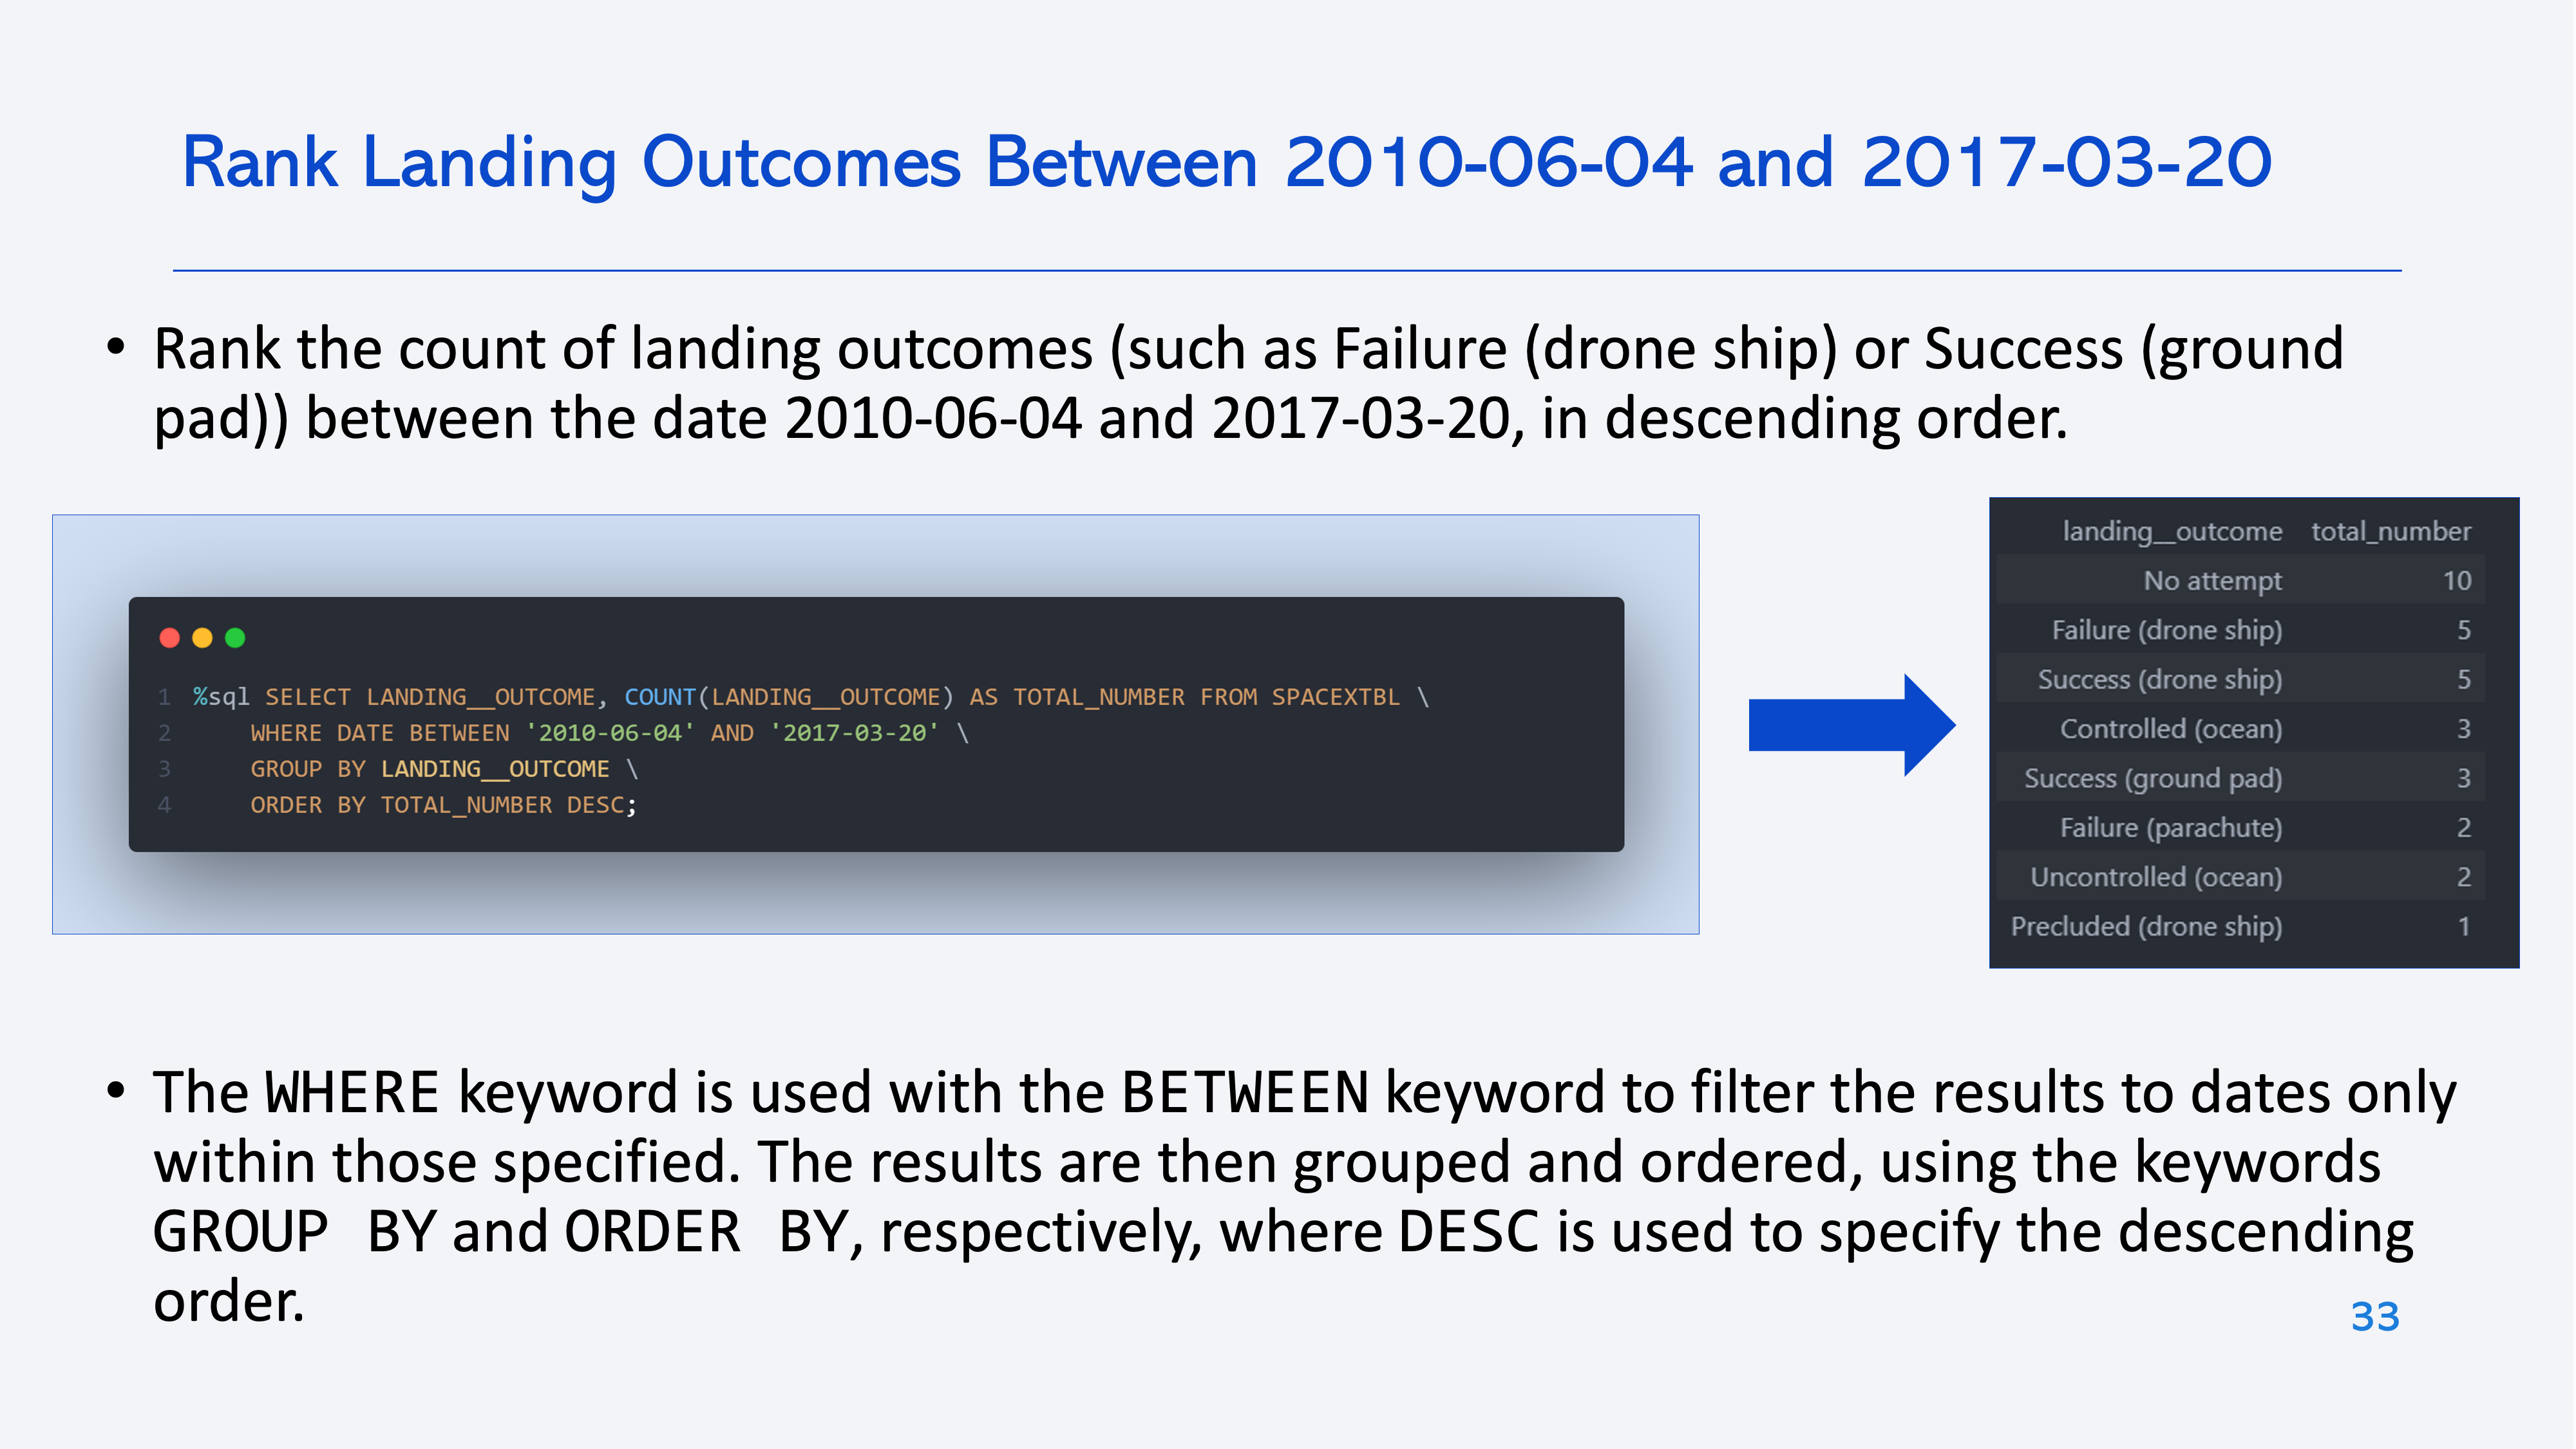 Rank Landing Outcomes Between 2010-06-04 and 2017-03-20
• Rank the count of landing outcomes (such as Failure (drone ship) or Success (ground
pad)) between the date 2010-06-04 and 2017-03-20, in descending order.
1 %sql SELECT LANDING__OUTCOME, COUNT(LANDING__OUTCOME) AS TOTAL_NUMBER FROM SPACEXTBL \
2 WHERE DATE BETWEEN '2010-06-04' AND '2017-03-20' \
3 GROUP BY LANDING__OUTCOME \
4 ORDER BY TOTAL_NUMBER DESC;
landing__outcome total_number
No attempt 10
Failure (drone ship) 5
Success (drone ship) 5
Controlled (ocean) 3
Success (ground pad) 3
Failure (parachute) 2
Uncontrolled (ocean) 2
Precluded (drone ship) 1
• The WHERE keyword is used with the BETWEEN keyword to filter the results to dates only
within those specified. The results are then grouped and ordered, using the keywords
GROUP BY and ORDER BY, respectively, where DESC is used to specify the descending
order.
33